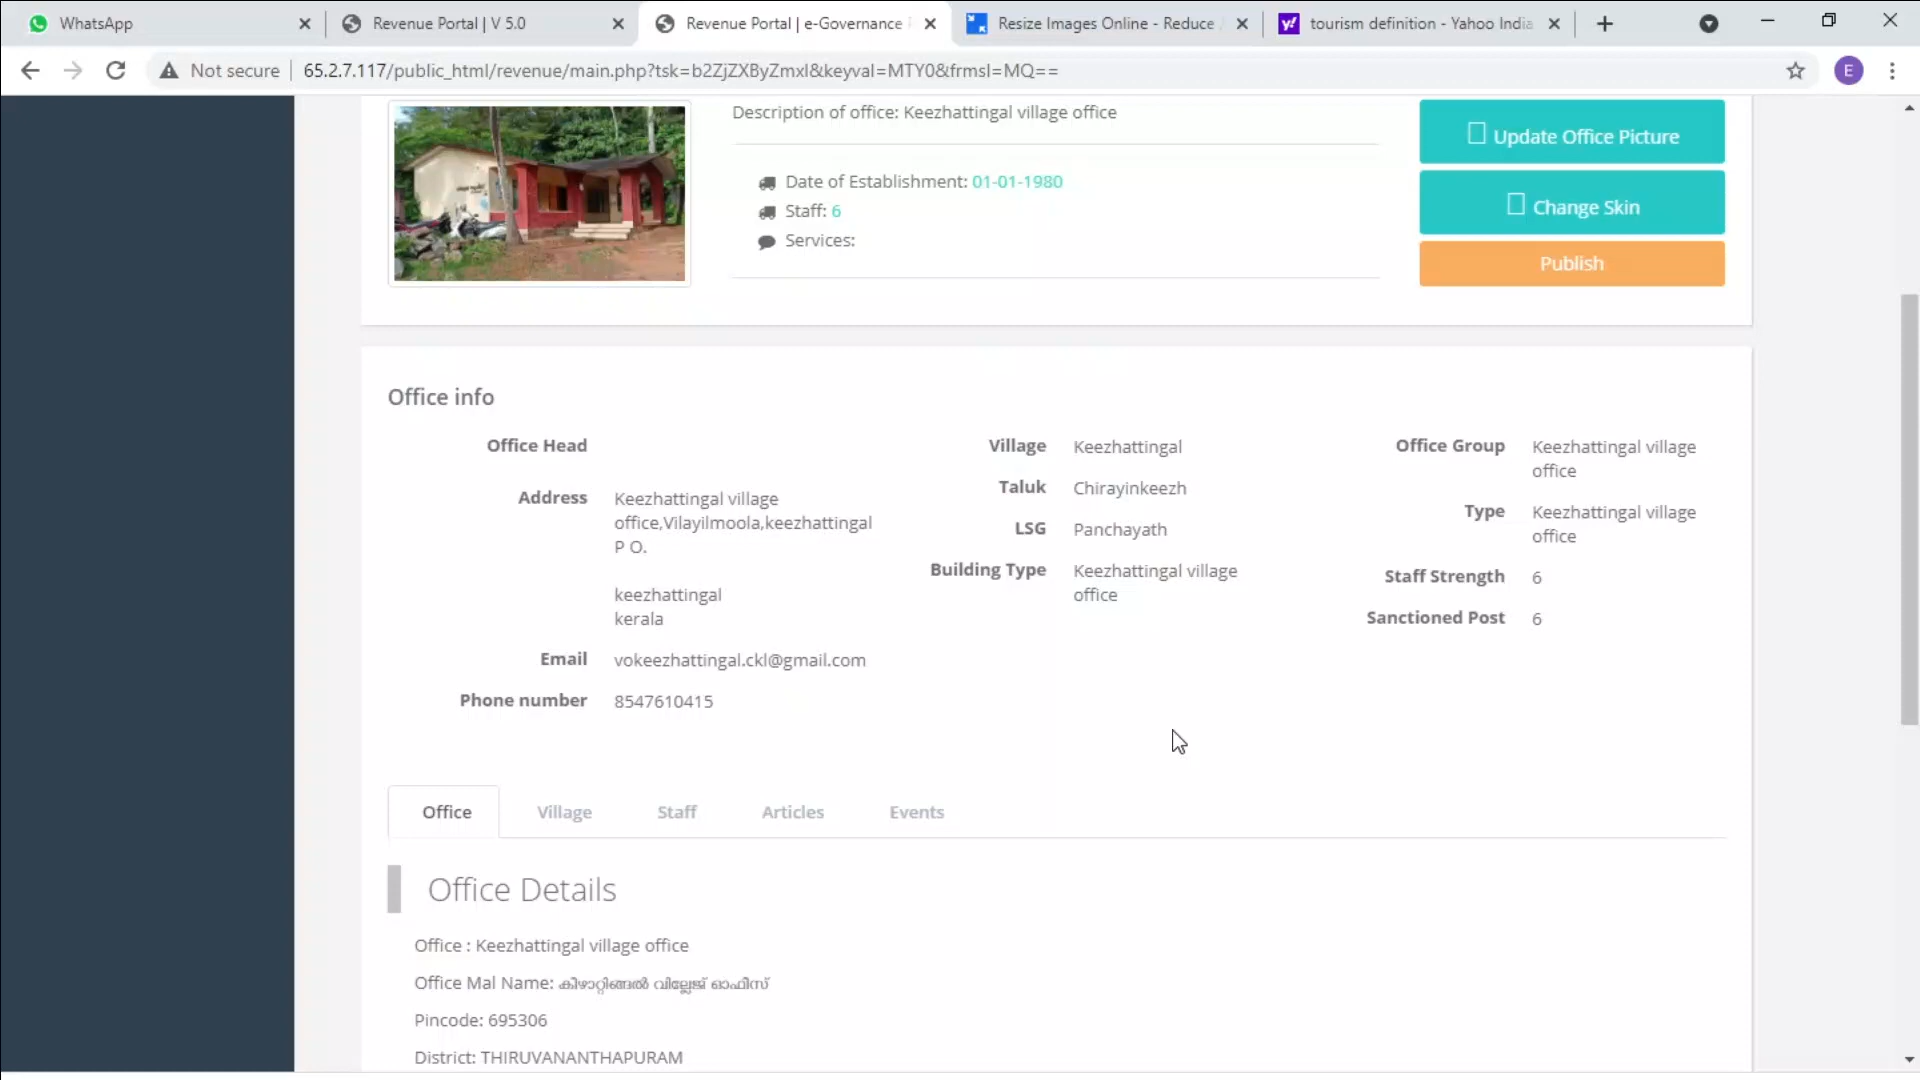 WhatsApp
Revenue Portal | V 5.0
Revenue Portal | e-Governance
Resize Images Online - Reduce
tourism definition - Yahoo India
Not secure
65.2.7.117/public_html/revenue/main.php?tsk=b2ZjZXByZmxl&keyval=MTY0&frmsl=MQ==
E
Description of office: Keezhattingal village office
Date of Establishment: 01-01-1980
Staff: 6
Services:
Update Office Picture
Change Skin
Publish
Office info
Office Head
Address
Keezhattingal village
office,Vilayilmoola,keezhattingal
P O.
keezhattingal
kerala
Email
vokeezhattingal.ckl@gmail.com
Phone number
8547610415
Village
Keezhattingal
Taluk
Chirayinkeezh
LSG
Panchayath
Building Type
Keezhattingal village
office
Office Group
Keezhattingal village
office
Type
Keezhattingal village
office
Staff Strength
6
Sanctioned Post
6
Office
Village
Staff
Articles
Events
Office Details
Office : Keezhattingal village office
Office Mal Name: കീഴാറ്റിങ്ങൽ വില്ലേജ് ഓഫീസ്
Pincode: 695306
District: THIRUVANANTHAPURAM